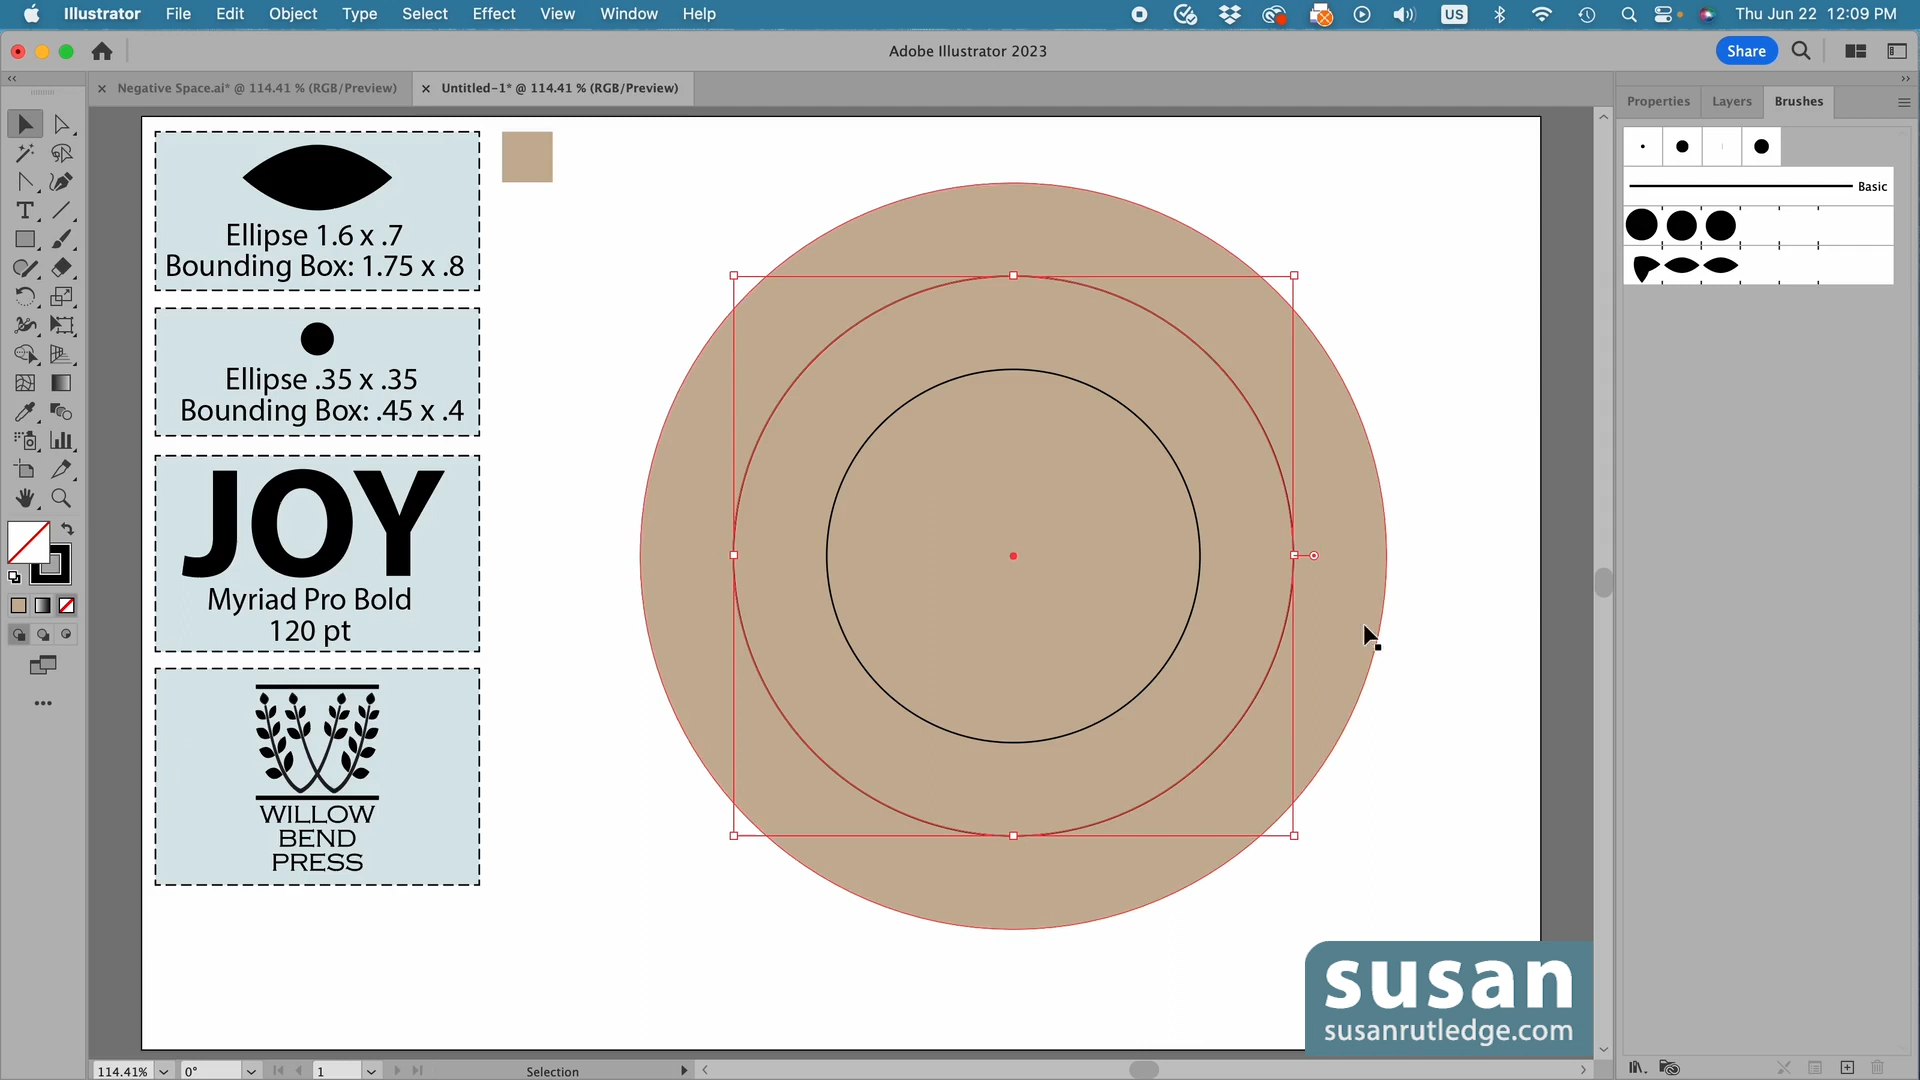 Illustrator File Edit Object Type Select Effect View Window Help US Thu Jun 22 12:09 PM
Adobe Illustrator 2023
Share
Negative Space.ai* @ 114.41 % (RGB/Preview)
Untitled-1* @ 114.41 % (RGB/Preview)
Properties Layers Brushes
Basic
Ellipse 1.6 x .7
Bounding Box: 1.75 x .8
Ellipse .35 x .35
Bounding Box: .45 x .4
JOY
Myriad Pro Bold
120 pt
WILLOW
BEND
PRESS
susan
susanrutledge.com
114.41% 0° 1 Selection